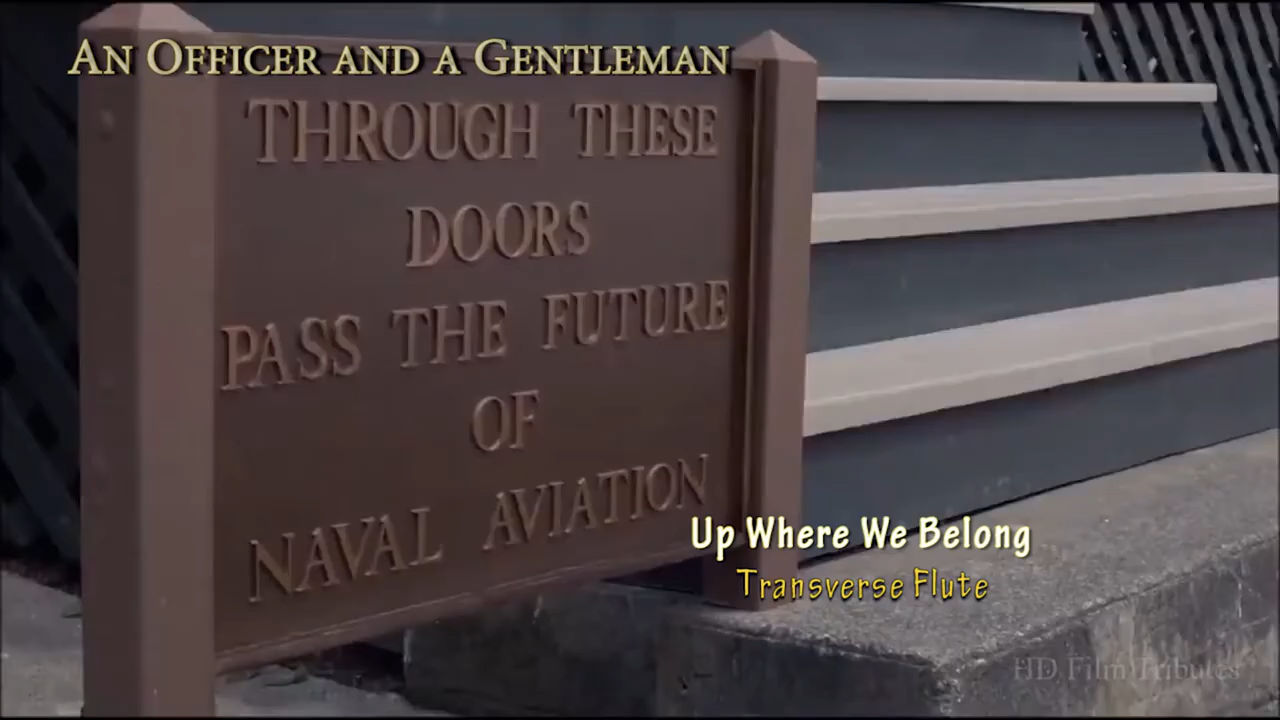 An Officer and a Gentleman
THROUGH THESE
DOORS
PASS THE FUTURE
OF
NAVAL AVIATION
Up Where We Belong
Transverse Flute
HD Film Tributes